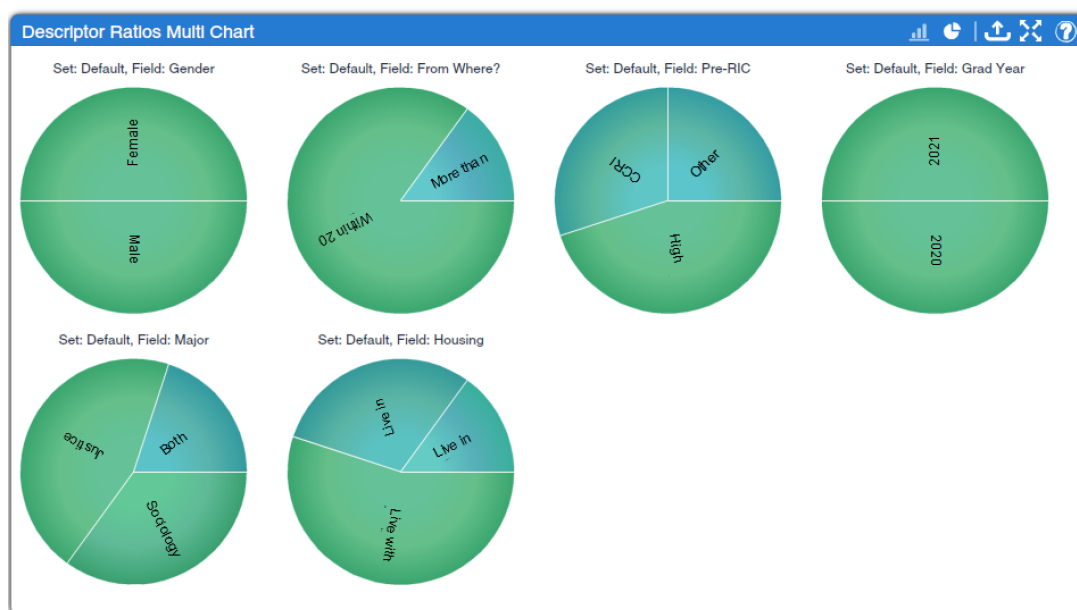 Descriptor Ratios Multi Chart
Set: Default, Field: Gender
Female
Male
Set: Default, Field: From Where?
More than
Within 20
Set: Default, Field: Pre-RIC
CCRI
Other
High
Set: Default, Field: Grad Year
2021
2020
Set: Default, Field: Major
Justice
Both
Sociology
Set: Default, Field: Housing
Live in
Live in
Live with